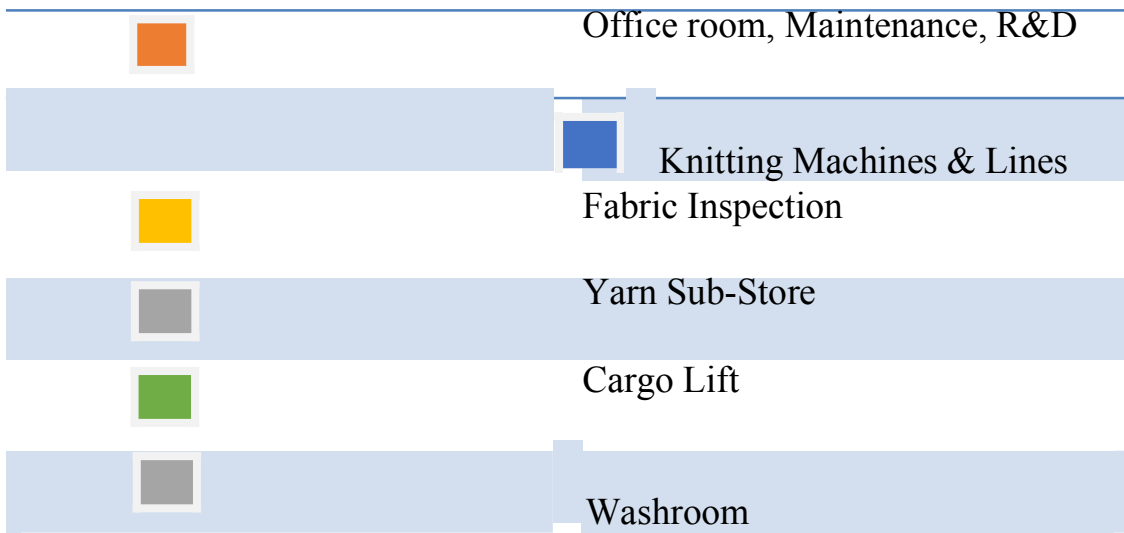 Office room, Maintenance, R&D
Knitting Machines & Lines
Fabric Inspection
Yarn Sub-Store
Cargo Lift
Washroom